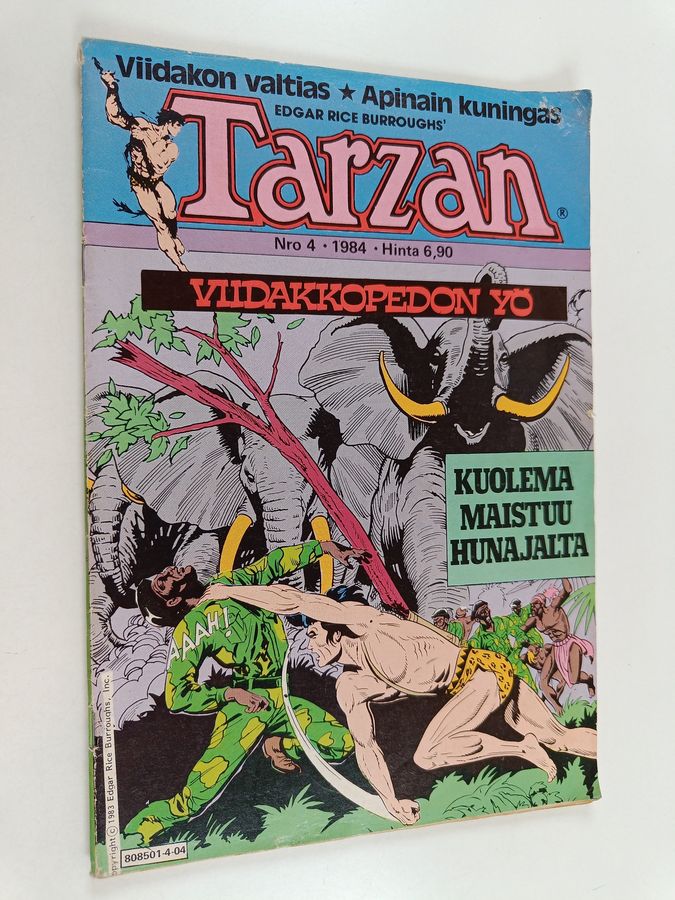 Viidakon valtias ★ Apinain kuningas
EDGAR RICE BURROUGHS'
Tarzan®
Nro 4 · 1984 · Hinta 6,90
VIIDAKKOPEDON YÖ
KUOLEMA
MAISTUU
HUNAJALTA
AAAH!
opyright © 1983 Edgar Rice Burroughs, Inc.
808501-4-04